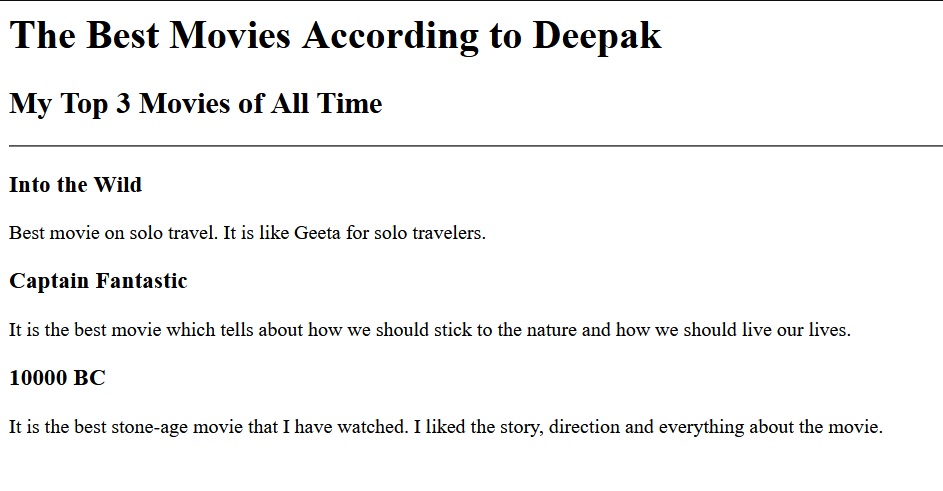 The Best Movies According to Deepak
My Top 3 Movies of All Time
Into the Wild
Best movie on solo travel. It is like Geeta for solo travelers.
Captain Fantastic
It is the best movie which tells about how we should stick to the nature and how we should live our lives.
10000 BC
It is the best stone-age movie that I have watched. I liked the story, direction and everything about the movie.